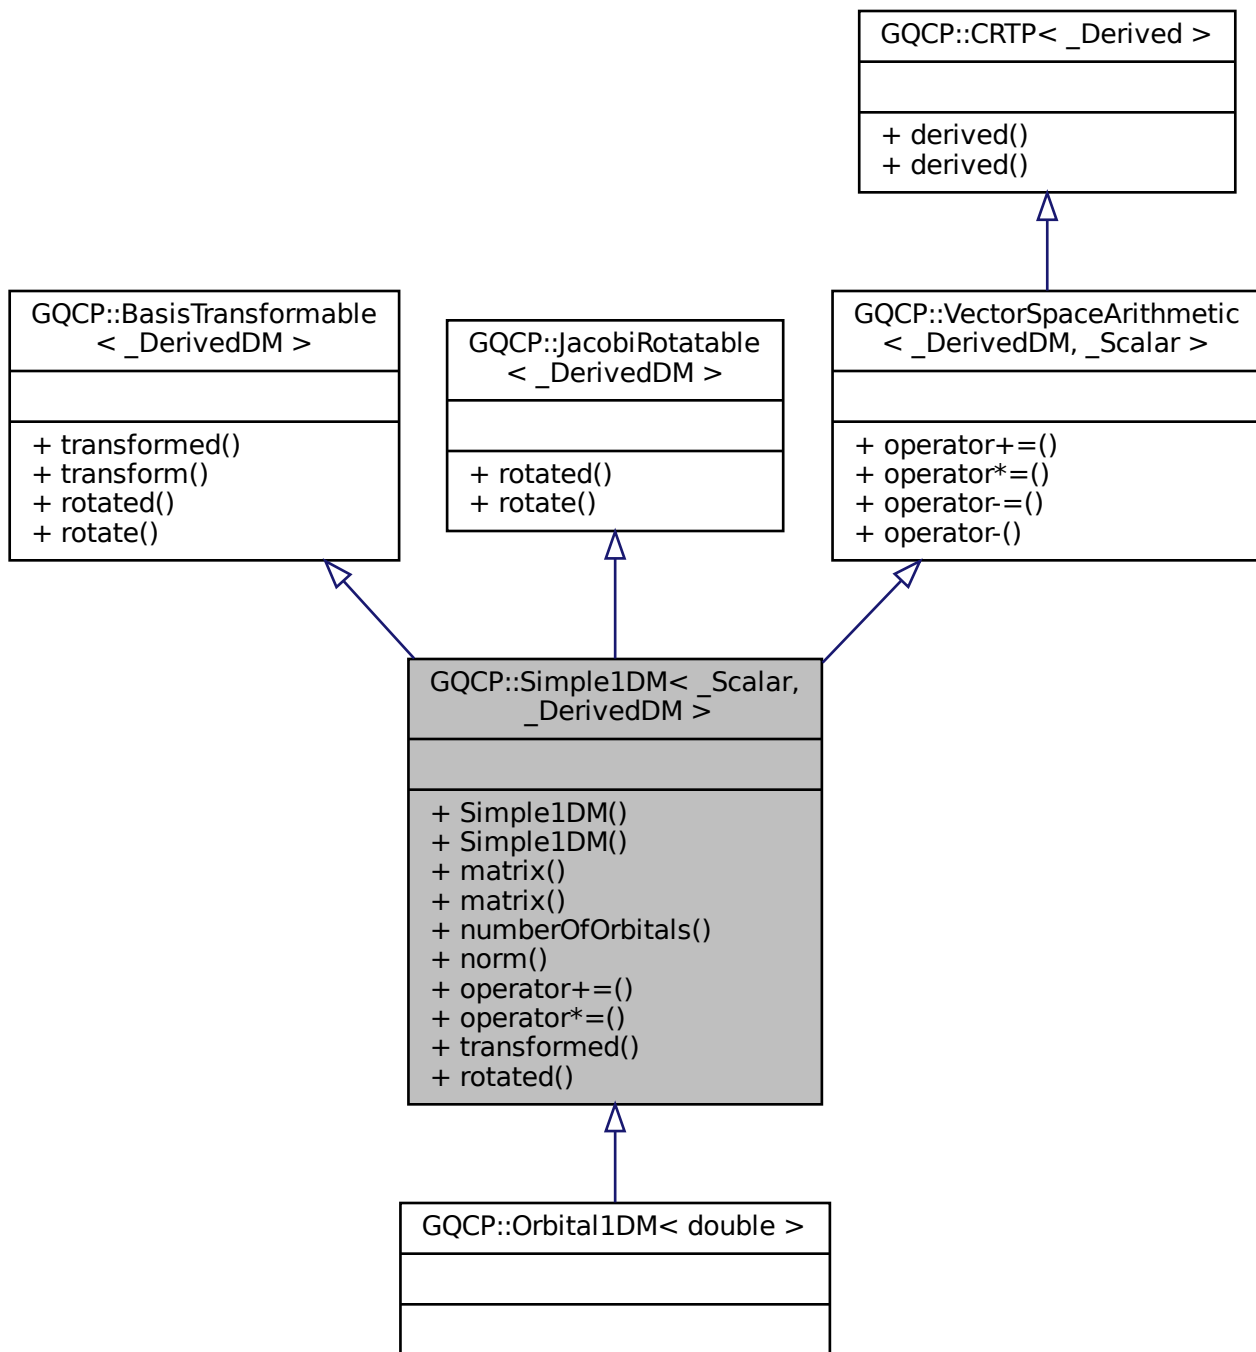 GQCP::CRTP< _Derived >
+ derived()
+ derived()
GQCP::BasisTransformable
< _DerivedDM >
+ transformed()
+ transform()
+ rotated()
+ rotate()
GQCP::JacobiRotatable
< _DerivedDM >
+ rotated()
+ rotate()
GQCP::VectorSpaceArithmetic
< _DerivedDM, _Scalar >
+ operator+=()
+ operator*=()
+ operator-=()
+ operator-()
GQCP::Simple1DM< _Scalar,
_DerivedDM >
+ Simple1DM()
+ Simple1DM()
+ matrix()
+ matrix()
+ numberOfOrbitals()
+ norm()
+ operator+=()
+ operator*=()
+ transformed()
+ rotated()
GQCP::Orbital1DM< double >